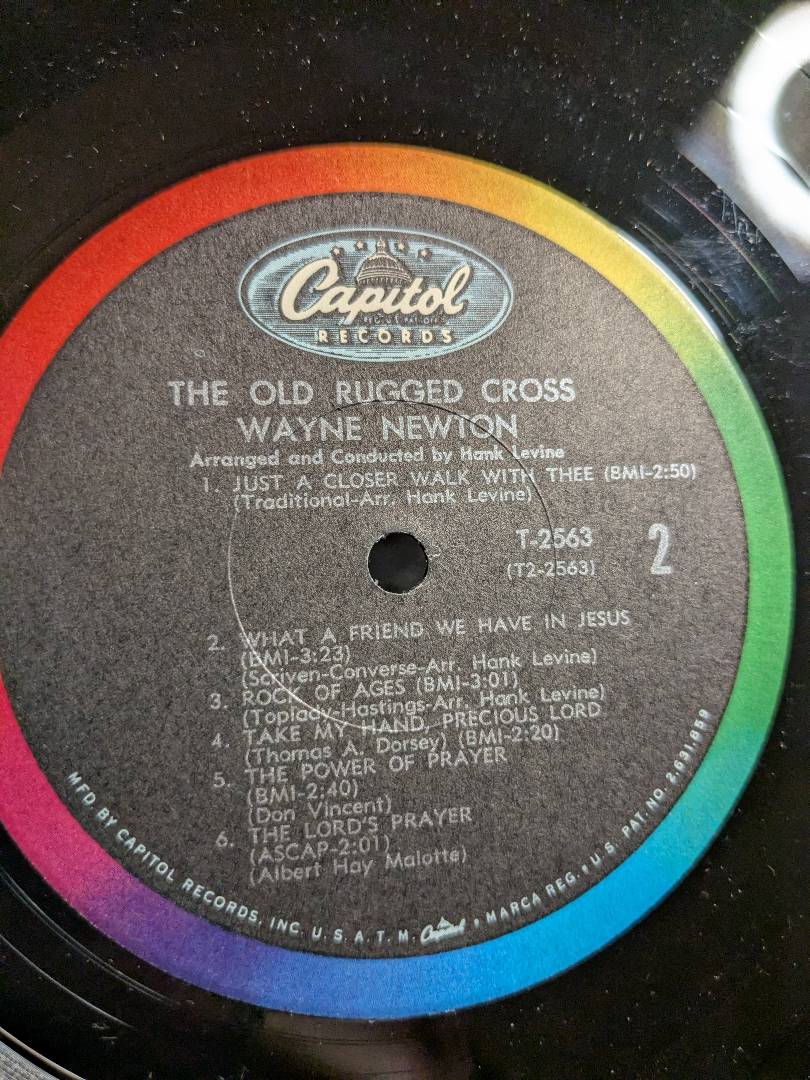 Capitol
RECORDS
THE OLD RUGGED CROSS
WAYNE NEWTON
Arranged and Conducted by Hank Levine
1. JUST A CLOSER WALK WITH THEE (BMI-2:50)
(Traditional-Arr. Hank Levine)
T-2563
(T2-2563)
2
2. WHAT A FRIEND WE HAVE IN JESUS
(BMI-3:23)
(Scriven-Converse-Arr. Hank Levine)
3. ROCK OF AGES (BMI-3:01)
(Toplady-Hastings-Arr. Hank Levine)
4. TAKE MY HAND, PRECIOUS LORD
(Thomas A. Dorsey) (BMI-2:20)
5. THE POWER OF PRAYER
(BMI-2:40)
(Don Vincent)
6. THE LORD'S PRAYER
(ASCAP-2:01)
(Albert Hay Malotte)
MFD. BY CAPITOL RECORDS, INC. U.S.A. T.M. Capitol • MARCA REG. • U.S. PAT. NO. 2,631,859